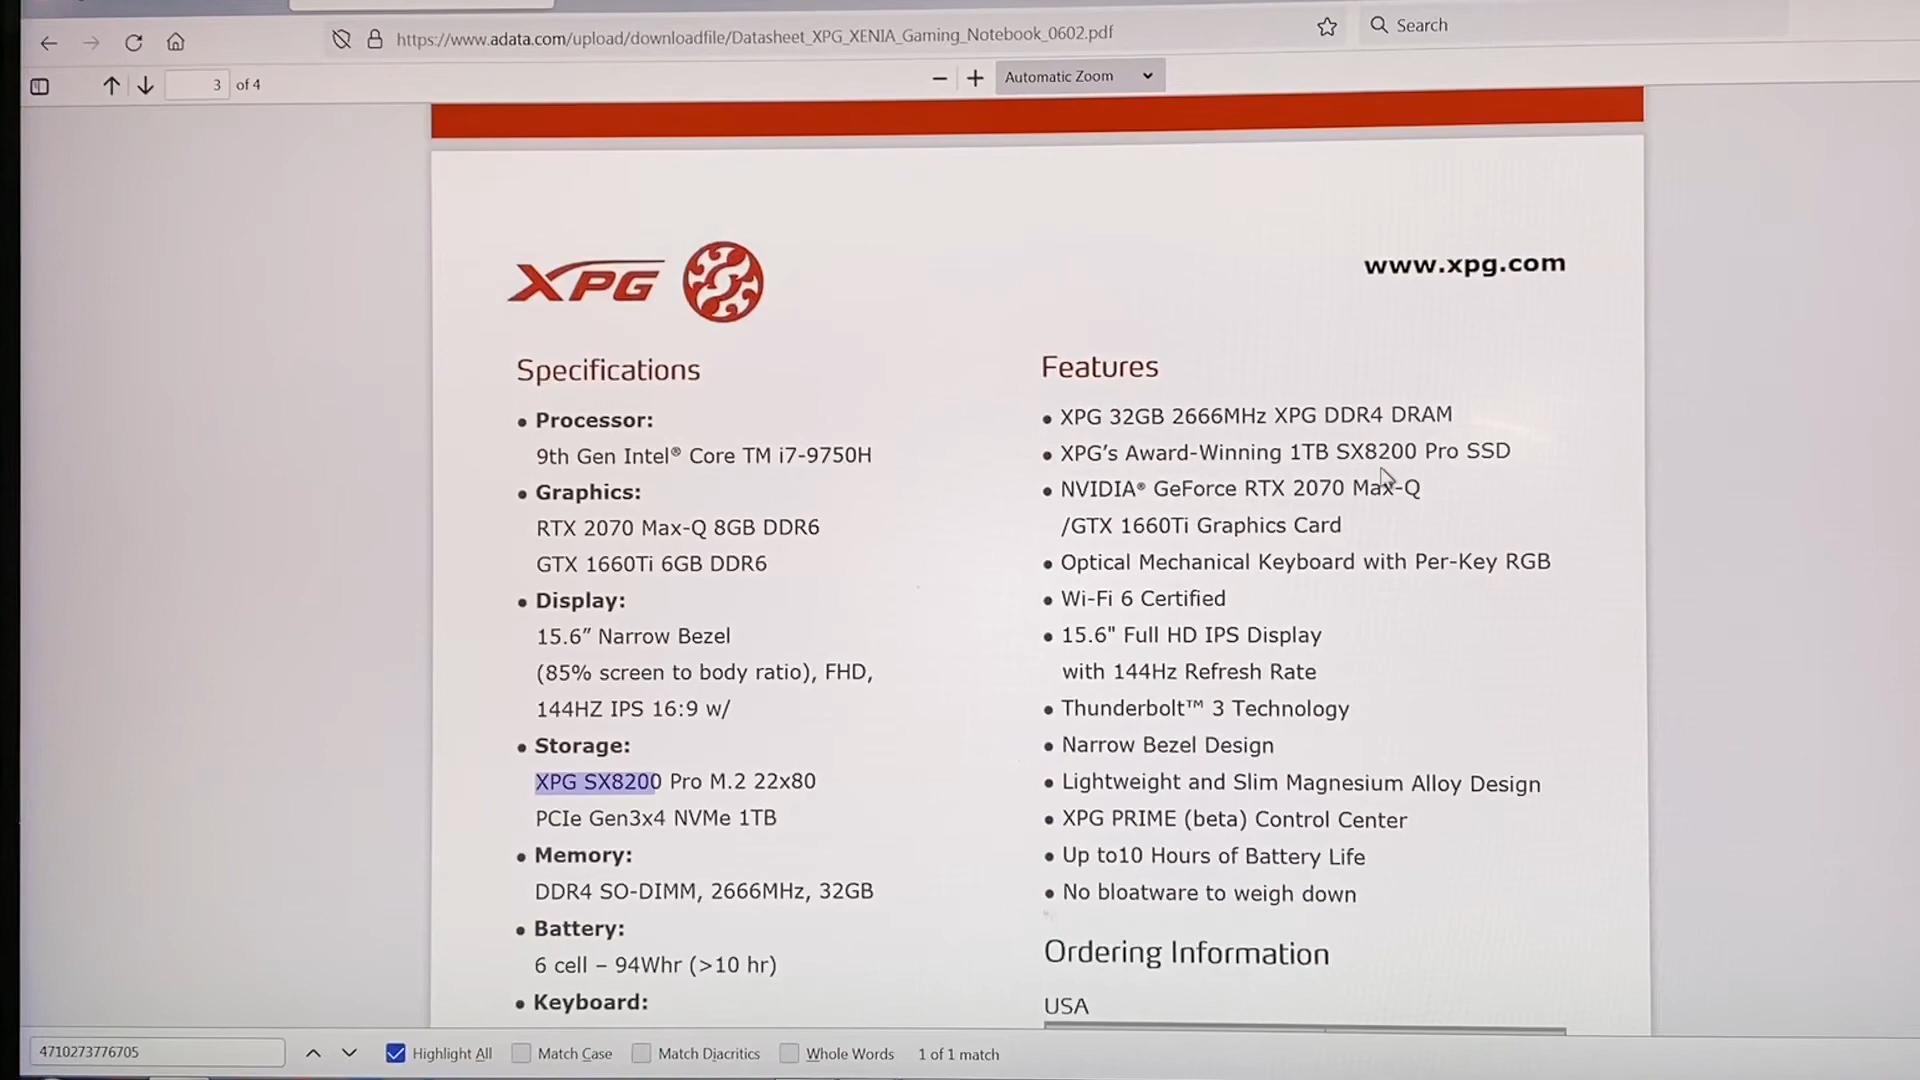 https://www.adata.com/upload/downloadfile/Datasheet_XPG_XENIA_Gaming_Notebook_0602.pdf
Search
3 of 4
Automatic Zoom
XPG
www.xpg.com
Specifications
• Processor:
9th Gen Intel® Core TM i7-9750H
• Graphics:
RTX 2070 Max-Q 8GB DDR6
GTX 1660Ti 6GB DDR6
• Display:
15.6” Narrow Bezel
(85% screen to body ratio), FHD,
144HZ IPS 16:9 w/
• Storage:
XPG SX8200 Pro M.2 22x80
PCIe Gen3x4 NVMe 1TB
• Memory:
DDR4 SO-DIMM, 2666MHz, 32GB
• Battery:
6 cell – 94Whr (>10 hr)
• Keyboard:
Features
• XPG 32GB 2666MHz XPG DDR4 DRAM
• XPG’s Award-Winning 1TB SX8200 Pro SSD
• NVIDIA® GeForce RTX 2070 Max-Q
/GTX 1660Ti Graphics Card
• Optical Mechanical Keyboard with Per-Key RGB
• Wi-Fi 6 Certified
• 15.6" Full HD IPS Display
with 144Hz Refresh Rate
• Thunderbolt™ 3 Technology
• Narrow Bezel Design
• Lightweight and Slim Magnesium Alloy Design
• XPG PRIME (beta) Control Center
• Up to10 Hours of Battery Life
• No bloatware to weigh down
Ordering Information
USA
4710273776705
Highlight All
Match Case
Match Diacritics
Whole Words
1 of 1 match